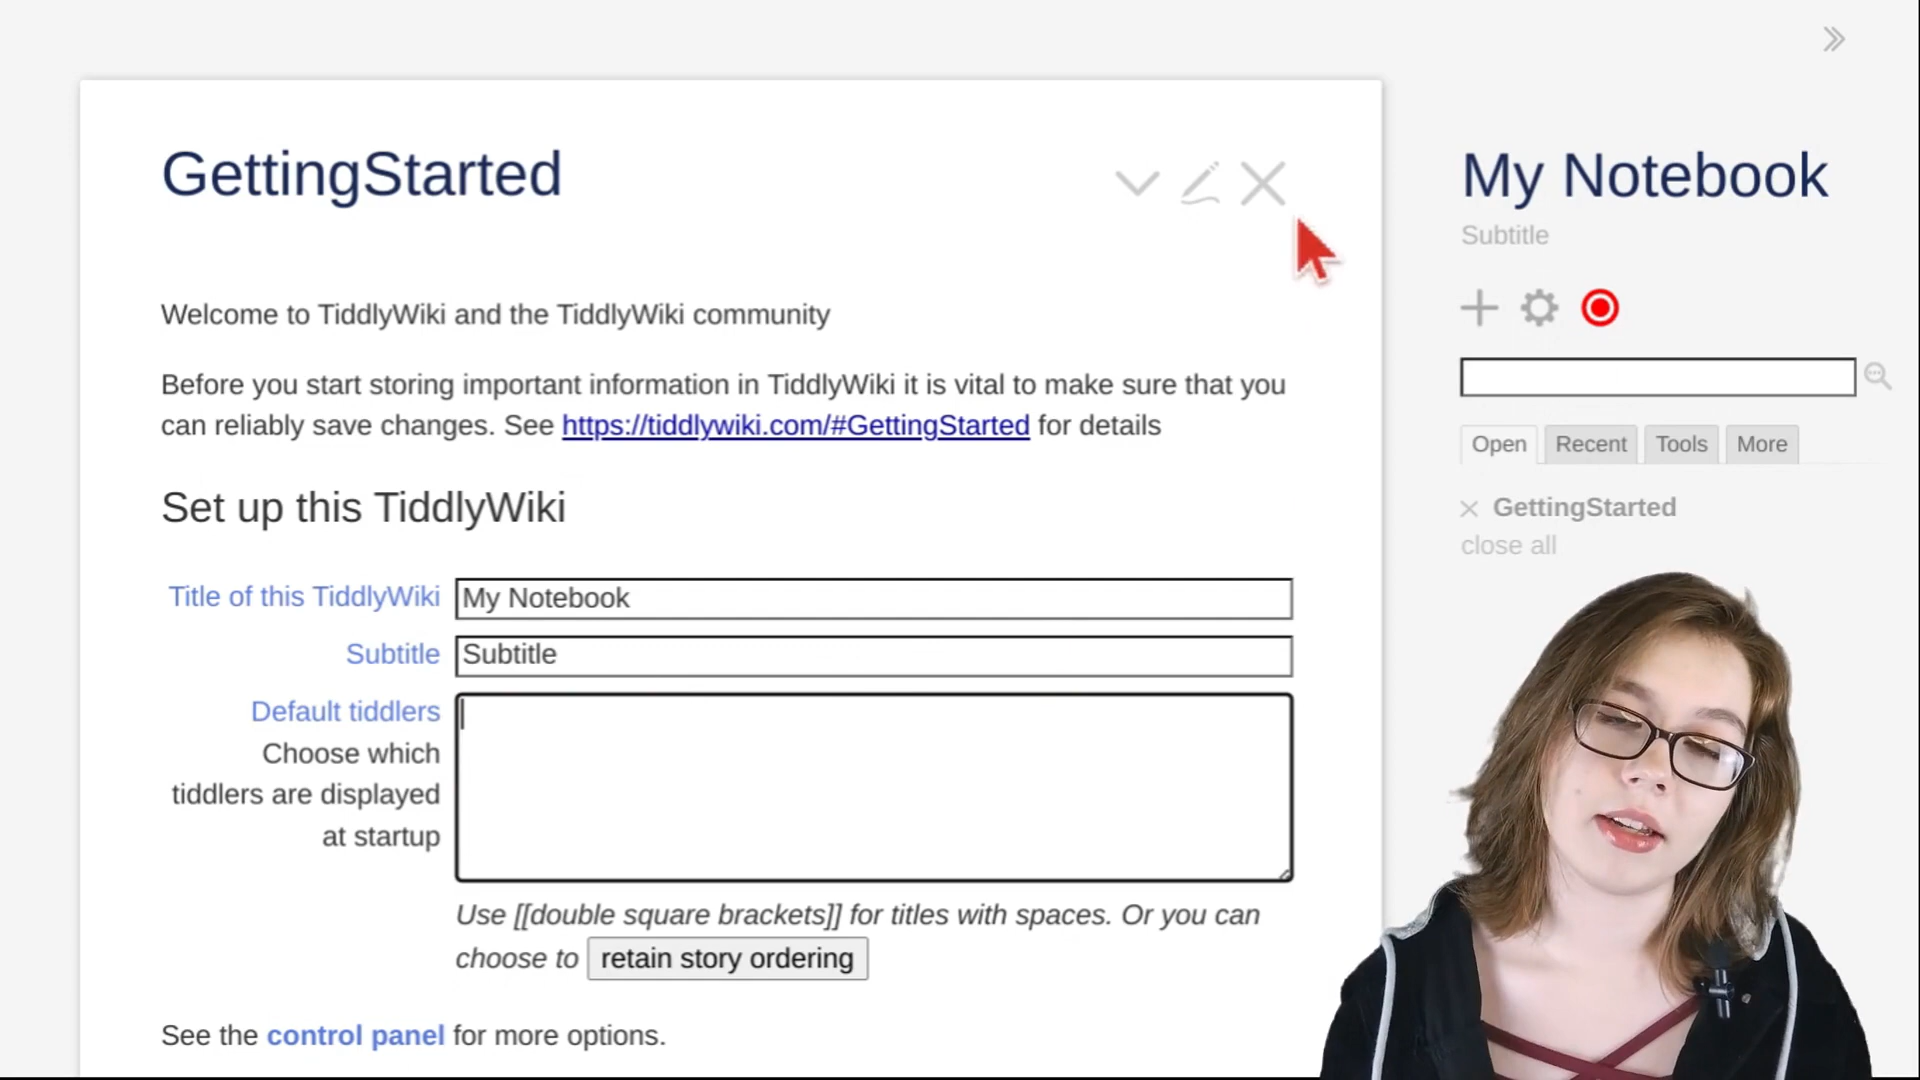 GettingStarted
Welcome to TiddlyWiki and the TiddlyWiki community
Before you start storing important information in TiddlyWiki it is vital to make sure that you
can reliably save changes. See https://tiddlywiki.com/#GettingStarted for details
Set up this TiddlyWiki
Title of this TiddlyWiki My Notebook
Subtitle Subtitle
Default tiddlers
Choose which
tiddlers are displayed
at startup
Use [[double square brackets]] for titles with spaces. Or you can
choose to retain story ordering
See the control panel for more options.
My Notebook
Subtitle
Open Recent Tools More
GettingStarted
close all